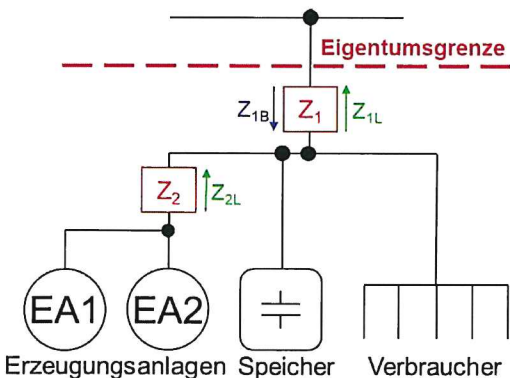 Eigentumsgrenze
Z1B Z1 Z1L
Z2 Z2L
EA1 EA2
Erzeugungsanlagen Speicher Verbraucher